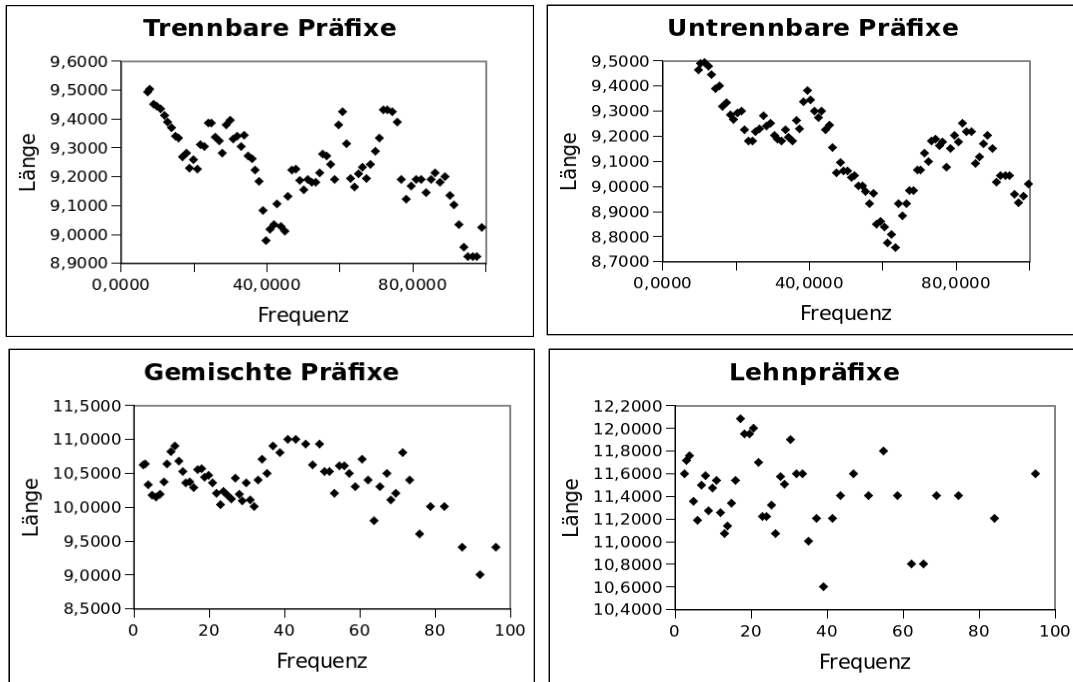 Trennbare Präfixe
9,6000
9,5000
9,4000
9,3000
9,2000
9,1000
9,0000
8,9000
0,0000 40,0000 80,0000
Länge
Frequenz
Untrennbare Präfixe
9,5000
9,4000
9,3000
9,2000
9,1000
9,0000
8,9000
8,8000
8,7000
0,0000 40,0000 80,0000
Länge
Frequenz
Gemischte Präfixe
11,5000
11,0000
10,5000
10,0000
9,5000
9,0000
8,5000
0 20 40 60 80 100
Länge
Frequenz
Lehnpräfixe
12,2000
12,0000
11,8000
11,6000
11,4000
11,2000
11,0000
10,8000
10,6000
10,4000
0 20 40 60 80 100
Länge
Frequenz